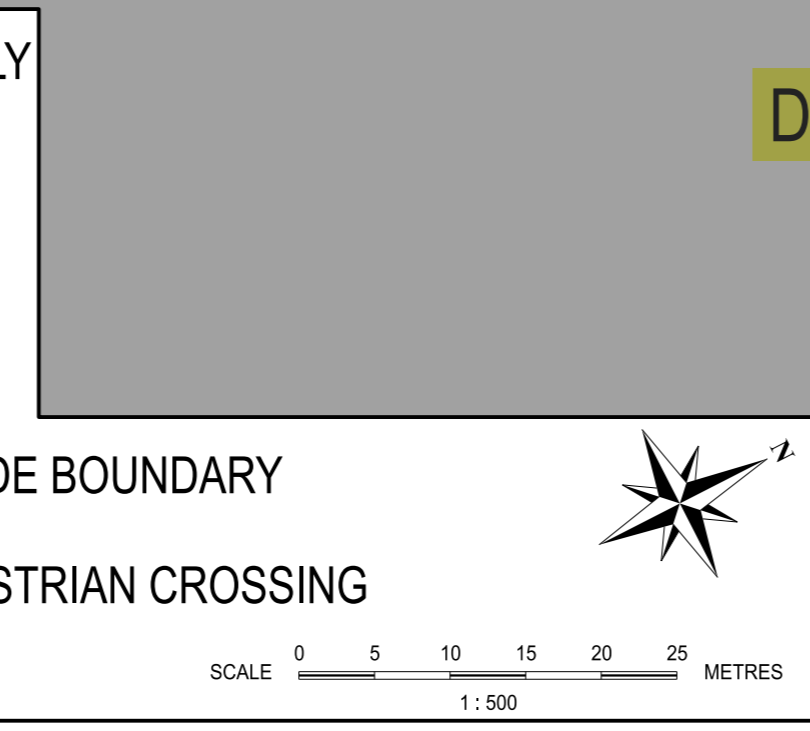 LY
D
N
DE BOUNDARY
STRIAN CROSSING
0 5 10 15 20 25
SCALE METRES
1 : 500